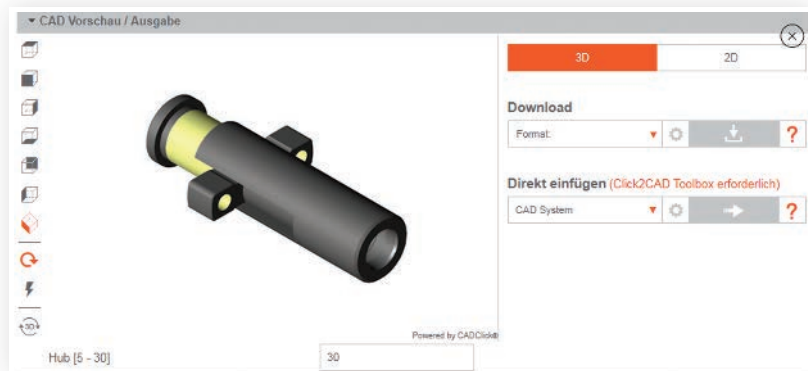 CAD Vorschau / Ausgabe
3D 2D
Download
Format: ?
Direkt einfügen (Click2CAD Toolbox erforderlich)
CAD System ?
3D
Powered by CADClick®
Hub [5 - 30] 30